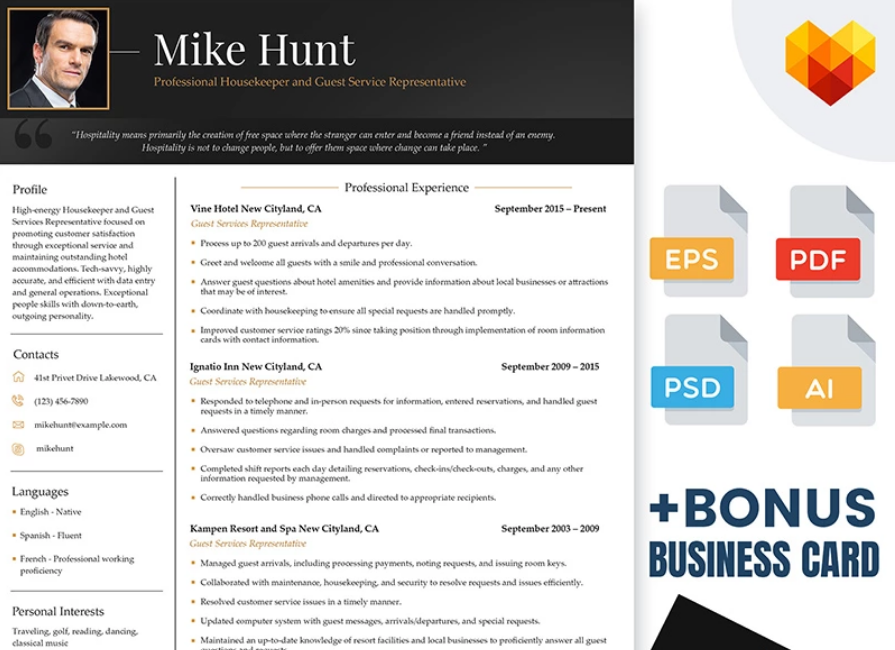 Mike Hunt
Professional Housekeeper and Guest Service Representative
“Hospitality means primarily the creation of free space where the stranger can enter and become a friend instead of an enemy.
Hospitality is not to change people, but to offer them space where change can take place. ”
Profile
High-energy Housekeeper and Guest
Services Representative focused on
promoting customer satisfaction
through exceptional service and
maintaining outstanding hotel
accommodations. Tech-savvy, highly
accurate, and efficient with data entry
and general operations. Exceptional
people skills with down-to-earth,
outgoing personality.
Contacts
41st Privet Drive Lakewood, CA
(123) 456-7890
mikehunt@example.com
mikehunt
Languages
English - Native
Spanish - Fluent
French - Professional working
proficiency
Personal Interests
Traveling, golf, reading, dancing,
classical music
Professional Experience
Vine Hotel New Cityland, CA September 2015 – Present
Guest Services Representative
Process up to 200 guest arrivals and departures per day.
Greet and welcome all guests with a smile and professional conversation.
Answer guest questions about hotel amenities and provide information about local businesses or attractions
that may be of interest.
Coordinate with housekeeping to ensure all special requests are handled promptly.
Improved customer service ratings 20% since taking position through implementation of room information
cards with contact information.
Ignatio Inn New Cityland, CA September 2009 – 2015
Guest Services Representative
Responded to telephone and in-person requests for information, entered reservations, and handled guest
requests in a timely manner.
Answered questions regarding room charges and processed final transactions.
Oversaw customer service issues and handled complaints or reported to management.
Completed shift reports each day detailing reservations, check-ins/check-outs, charges, and any other
information requested by management.
Correctly handled business phone calls and directed to appropriate recipients.
Kampen Resort and Spa New Cityland, CA September 2003 – 2009
Guest Services Representative
Managed guest arrivals, including processing payments, noting requests, and issuing room keys.
Collaborated with maintenance, housekeeping, and security to resolve requests and issues efficiently.
Resolved customer service issues in a timely manner.
Updated computer system with guest messages, arrivals/departures, and special requests.
Maintained an up-to-date knowledge of resort facilities and local businesses to proficiently answer all guest
EPS
PDF
PSD
AI
+BONUS
BUSINESS CARD